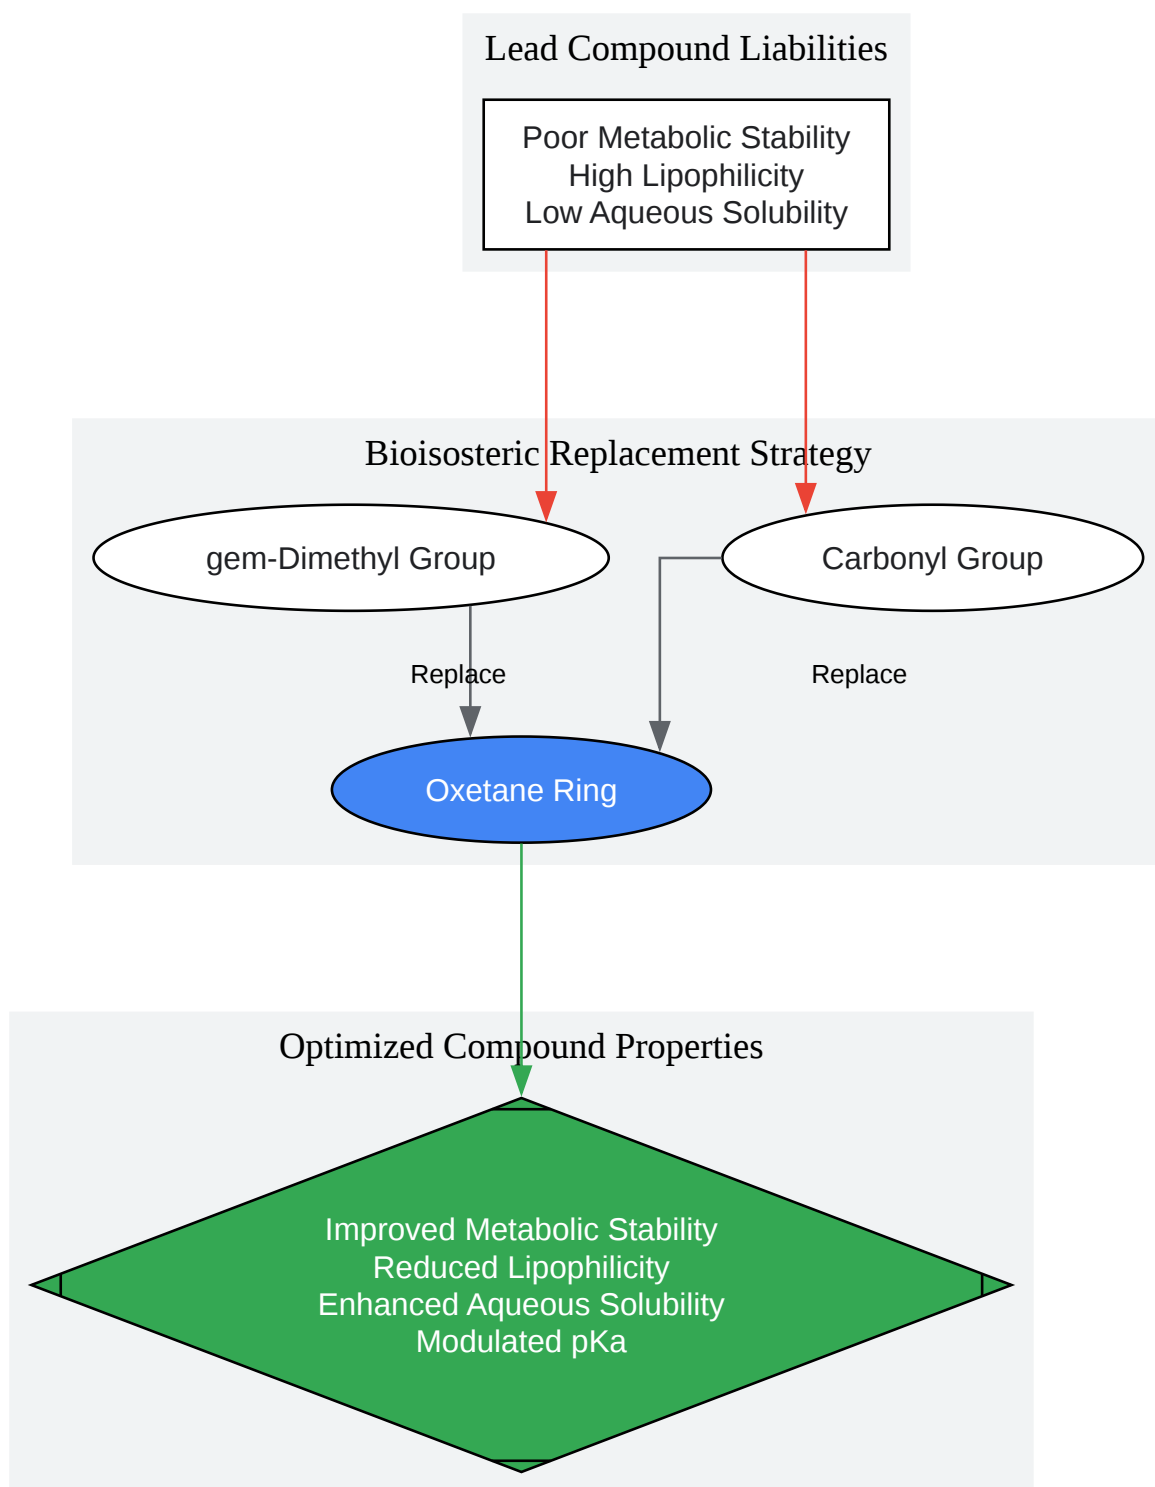 Lead Compound Liabilities
Poor Metabolic Stability
High Lipophilicity
Low Aqueous Solubility
Bioisosteric Replacement Strategy
gem-Dimethyl Group
Carbonyl Group
Replace
Replace
Oxetane Ring
Optimized Compound Properties
Improved Metabolic Stability
Reduced Lipophilicity
Enhanced Aqueous Solubility
Modulated pKa